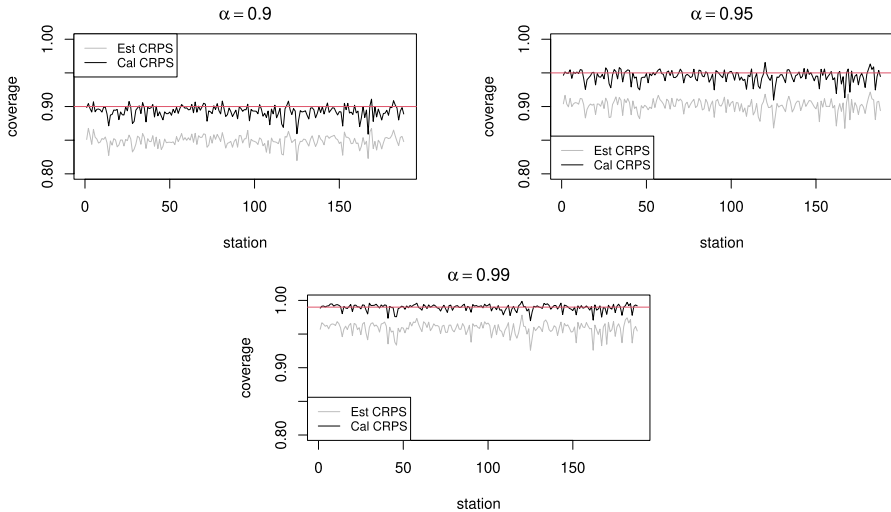 α = 0.9
Est CRPS
Cal CRPS
coverage
1.00
0.90
0.80
0 50 100 150
station
α = 0.95
Est CRPS
Cal CRPS
coverage
1.00
0.90
0.80
0 50 100 150
station
α = 0.99
Est CRPS
Cal CRPS
coverage
1.00
0.90
0.80
0 50 100 150
station